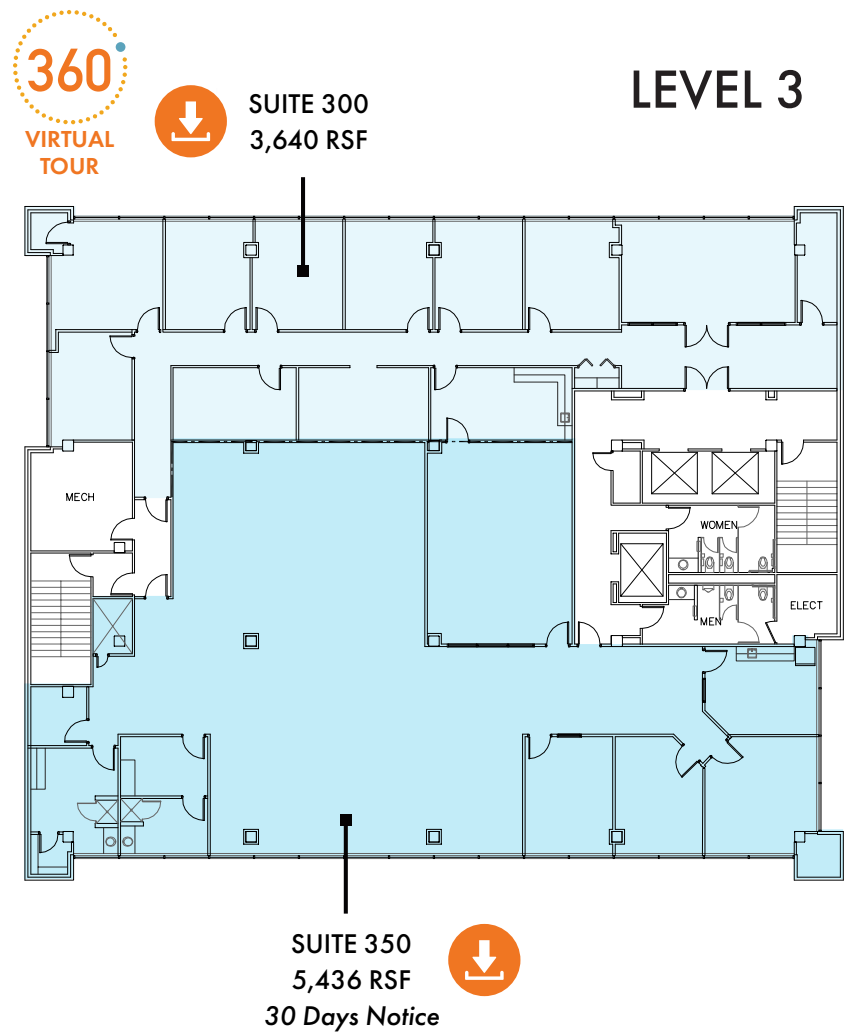 360°
VIRTUAL
TOUR
SUITE 300
3,640 RSF
LEVEL 3
MECH
WOMEN
MEN
ELECT
SUITE 350
5,436 RSF
30 Days Notice